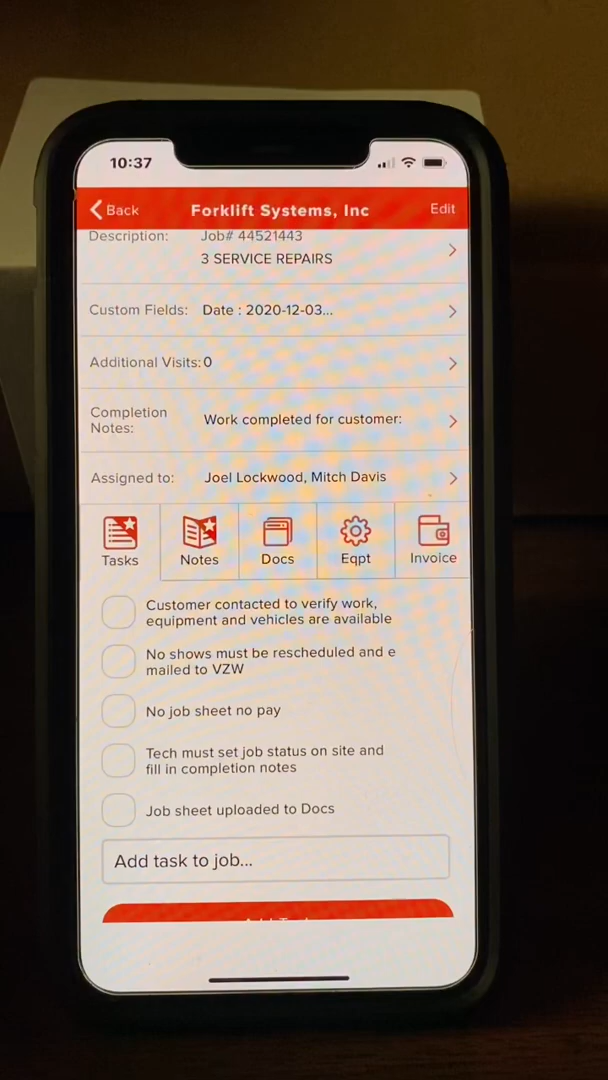 10:37
Back Forklift Systems, Inc Edit
Description: Job# 44521443
3 SERVICE REPAIRS
Custom Fields: Date : 2020-12-03...
Additional Visits: 0
Completion
Notes: Work completed for customer:
Assigned to: Joel Lockwood, Mitch Davis
Tasks Notes Docs Eqpt Invoice
Customer contacted to verify work,
equipment and vehicles are available
No shows must be rescheduled and e
mailed to VZW
No job sheet no pay
Tech must set job status on site and
fill in completion notes
Job sheet uploaded to Docs
Add task to job...